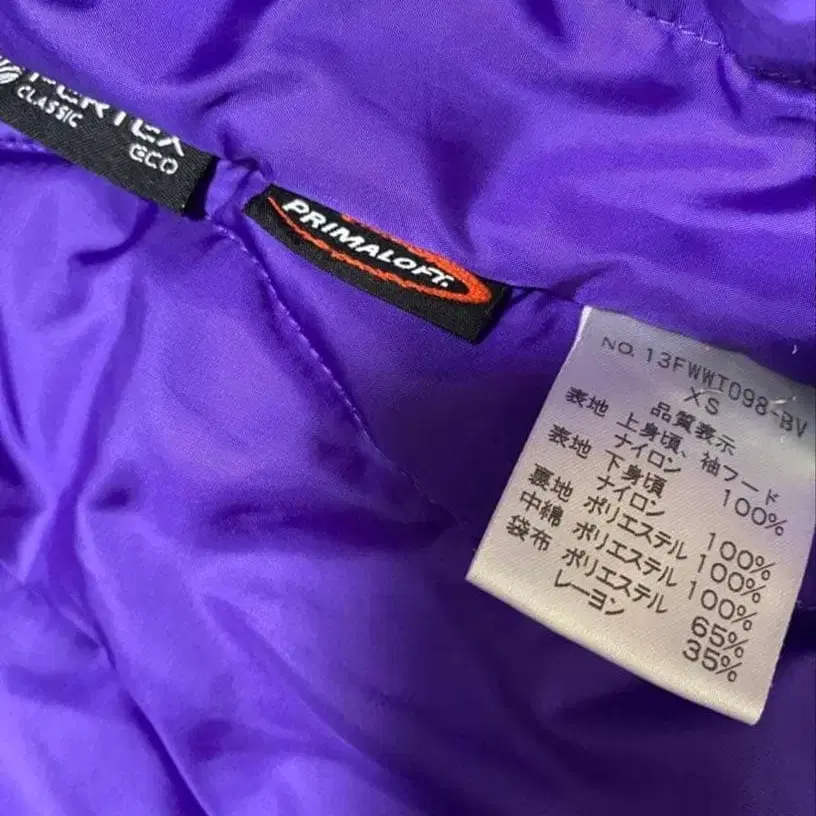 PERTEX
CLASSIC
ECO
PRIMALOFT.
NO. 13FWWT098-BV
XS
品質表示
表地 上身頃、袖フード
ナイロン 100%
表地 下身頃
ナイロン 100%
裏地 ポリエステル 100%
中綿 ポリエステル 100%
袋布 ポリエステル 65%
レーヨン 35%